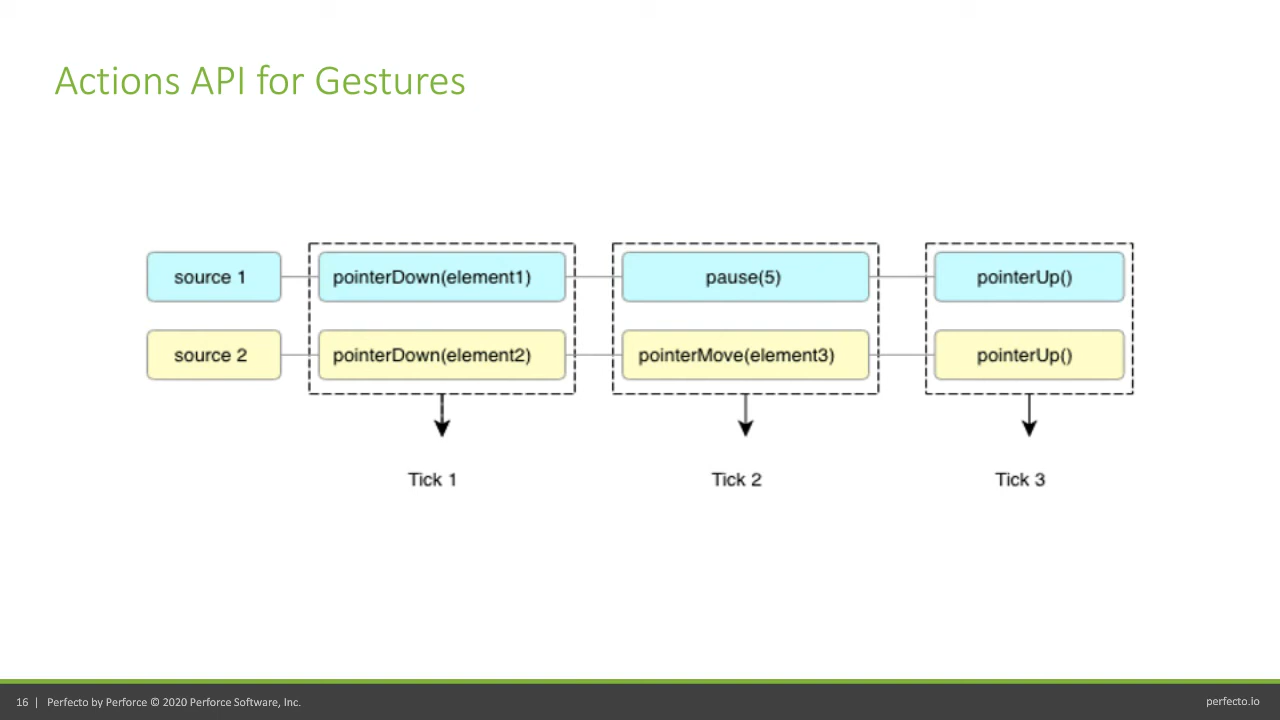 Actions API for Gestures
source 1
pointerDown(element1)
pause(5)
pointerUp()
source 2
pointerDown(element2)
pointerMove(element3)
pointerUp()
Tick 1
Tick 2
Tick 3
16 | Perfecto by Perforce © 2020 Perforce Software, Inc.
perfecto.io